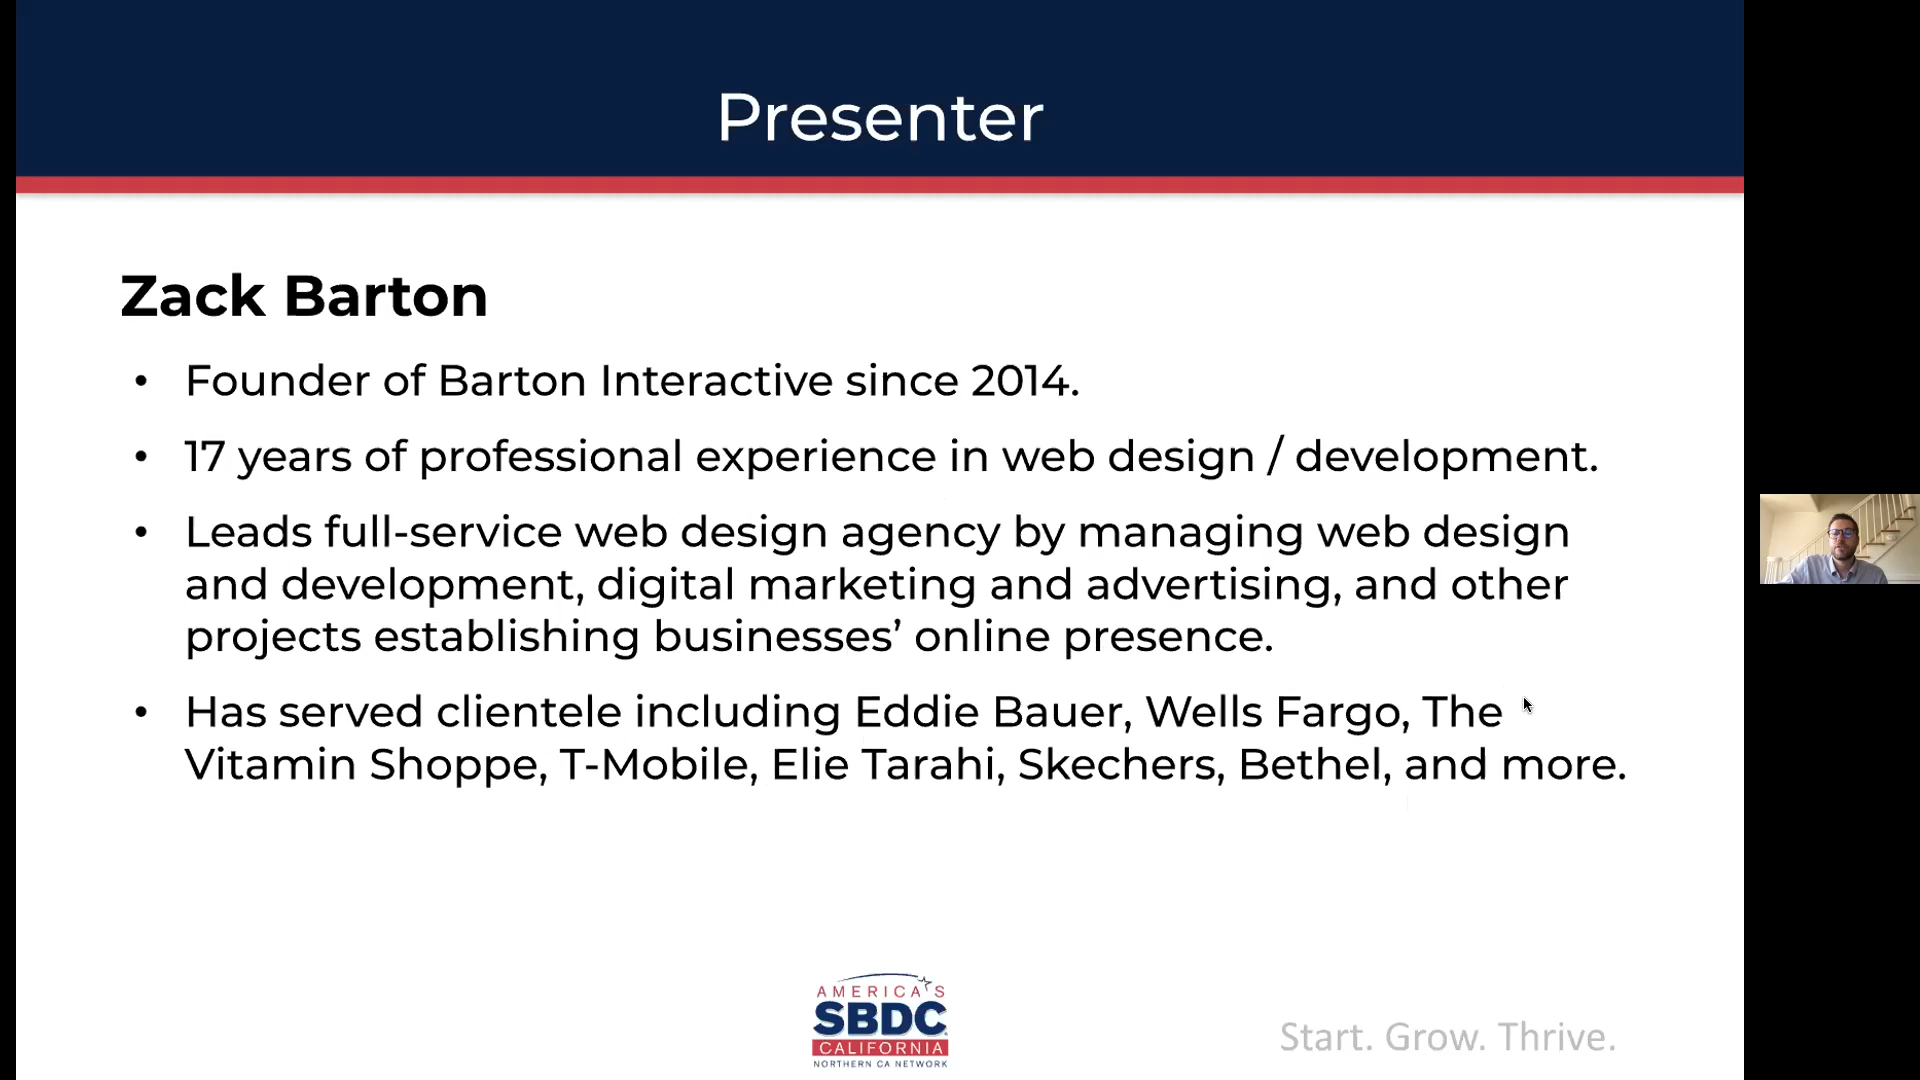 Presenter
Zack Barton
• Founder of Barton Interactive since 2014.
• 17 years of professional experience in web design / development.
• Leads full-service web design agency by managing web design
and development, digital marketing and advertising, and other
projects establishing businesses’ online presence.
• Has served clientele including Eddie Bauer, Wells Fargo, The
Vitamin Shoppe, T-Mobile, Elie Tarahi, Skechers, Bethel, and more.
AMERICA'S
SBDC
CALIFORNIA
NORTHERN CA NETWORK
Start. Grow. Thrive.